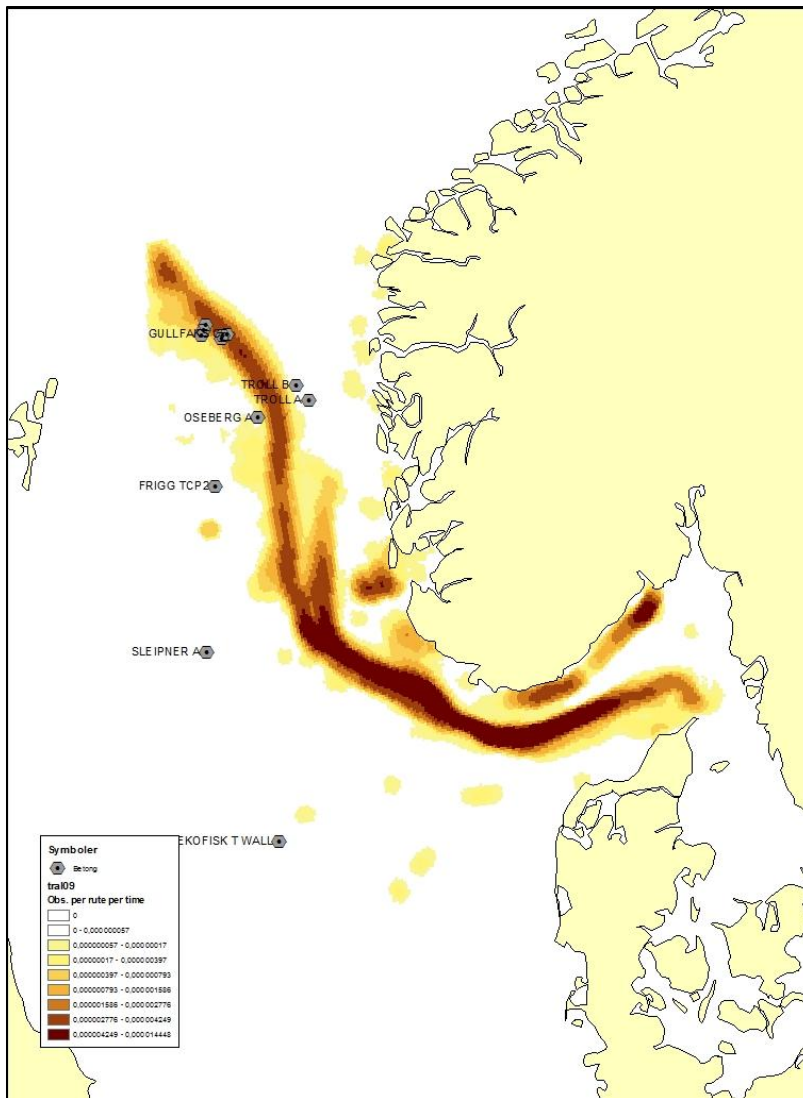 GULLFAKS C
TROLL B
TROLL A
OSEBERG A
FRIGG TCP2
SLEIPNER A
EKOFISK T WALL
Symboler
Betong
tral09
Obs. per rute per time
0
0 - 0,000000057
0,000000057 - 0,00000017
0,00000017 - 0,000000397
0,000000397 - 0,000000793
0,000000793 - 0,000001586
0,000001586 - 0,000002776
0,000002776 - 0,000004249
0,000004249 - 0,000014448